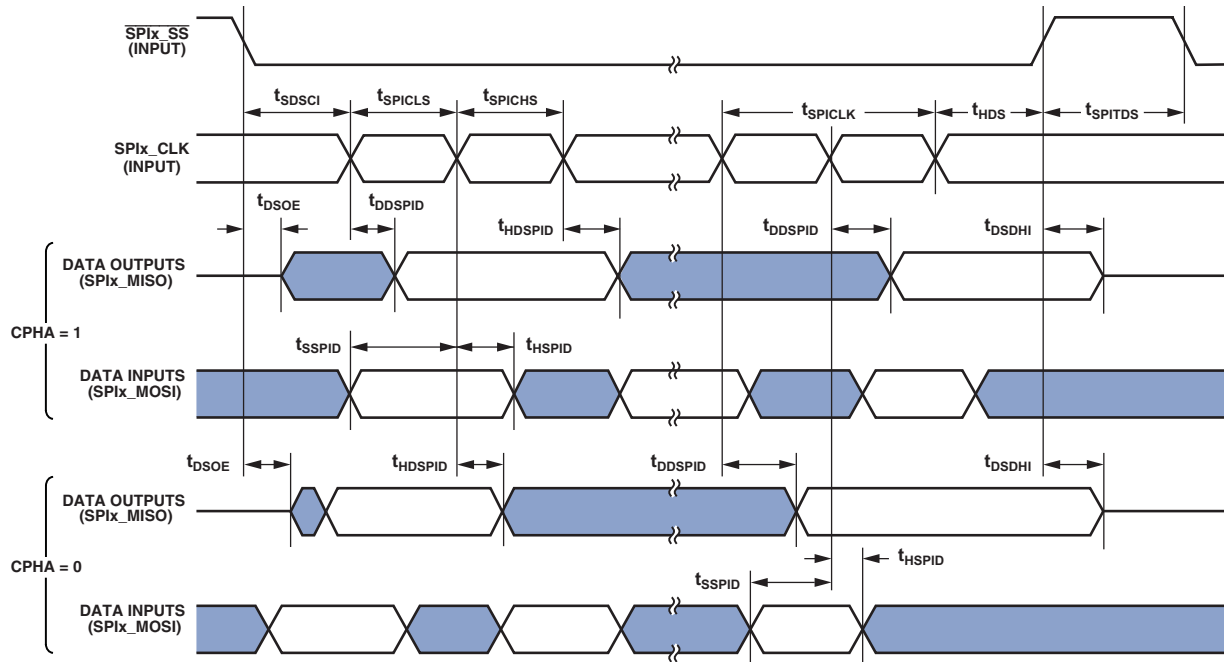 SPIx_SS
(INPUT)
tSDSCI tSPICLS tSPICHS tSPICLK tHDS tSPITDS
SPIx_CLK
(INPUT)
tDSOE tDDSPID tHDSPID tDDSPID tDSDHI
CPHA = 1
DATA OUTPUTS
(SPIx_MISO)
tSSPID tHSPID
DATA INPUTS
(SPIx_MOSI)
tDSOE tHDSPID tDDSPID tDSDHI
CPHA = 0
DATA OUTPUTS
(SPIx_MISO)
tSSPID tHSPID
DATA INPUTS
(SPIx_MOSI)